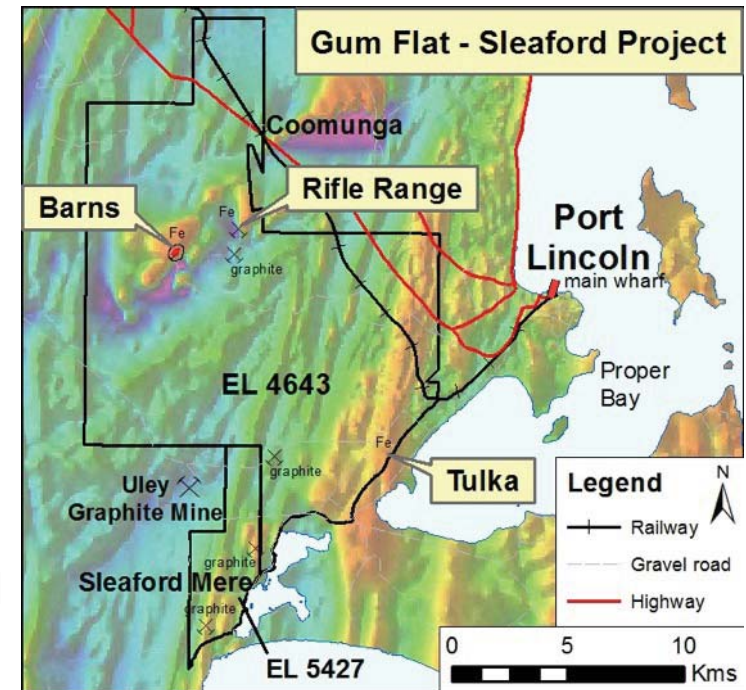 Gum Flat - Sleaford Project
Coomunga
Barns
Rifle Range
Fe
Fe
graphite
Port
Lincoln
main wharf
EL 4643
Proper
Bay
Fe
graphite
Tulka
Uley
Graphite Mine
graphite
Sleaford Mere
graphite
EL 5427
Legend
N
Railway
Gravel road
Highway
0 5 10
Kms